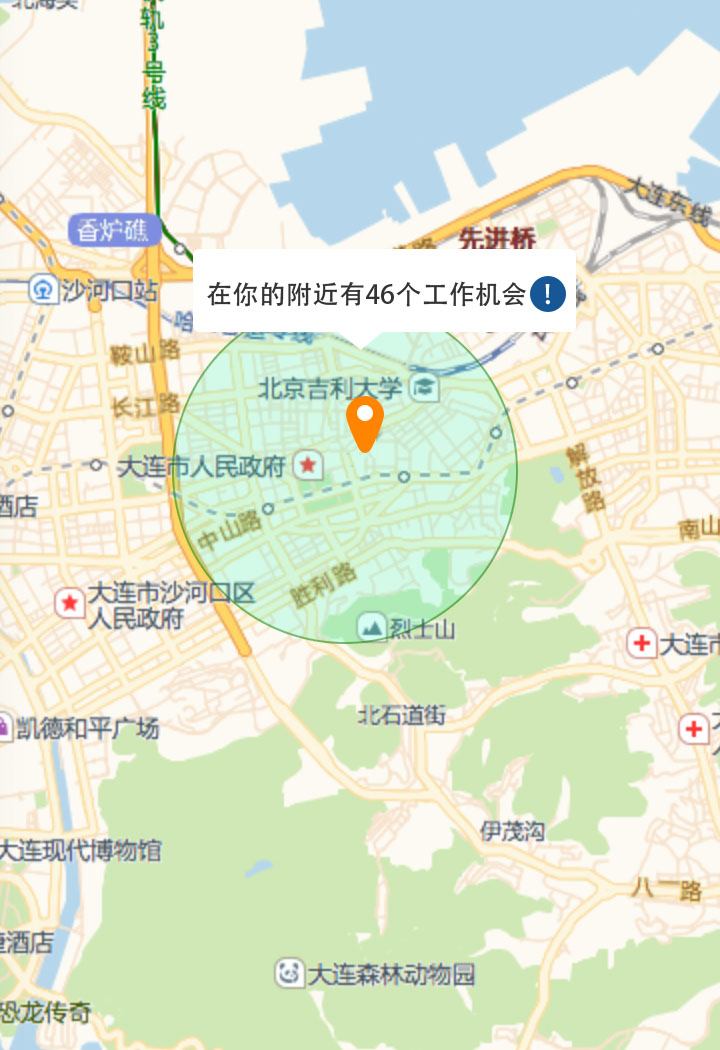 轨3号线
香炉礁
大连东线
先进桥
沙河口站
在你的附近有46个工作机会!
鞍山路
北京吉利大学
长江路
大连市人民政府
解放路
酒店
中山路
南山
胜利路
大连市沙河口区
人民政府
烈士山
大连市
北石道街
凯德和平广场
伊茂沟
大连现代博物馆
八一路
酒店
大连森林动物园
恐龙传奇